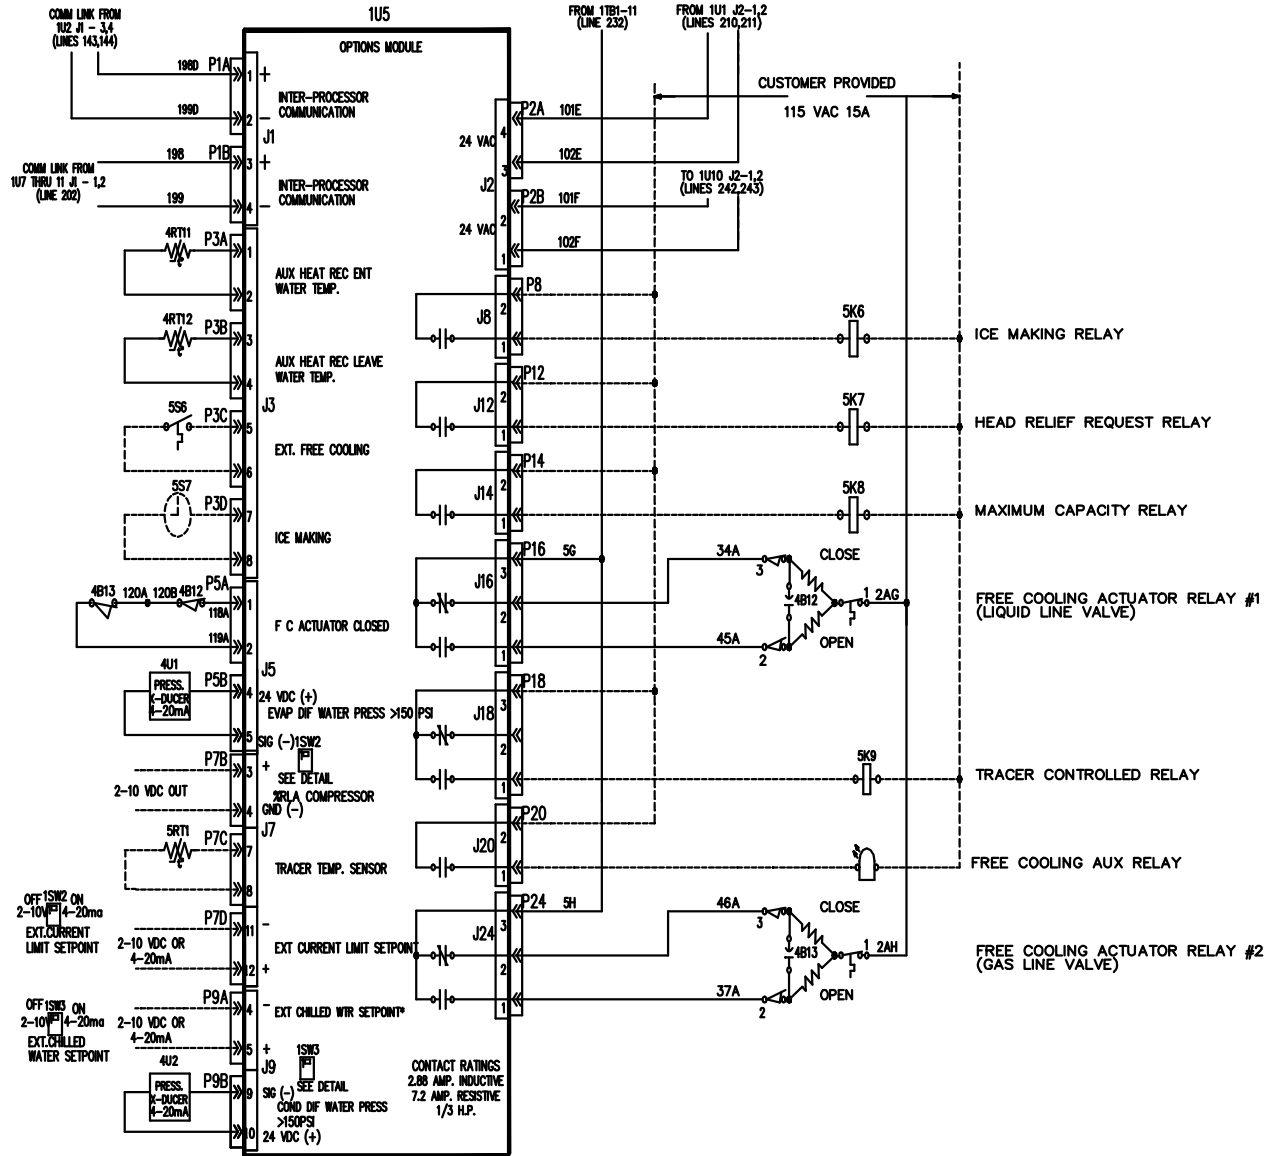 COMM LINK FROM
1U2 J1 - 3,4
(LINES 143,144)
1U5
FROM 1TB1-11
(LINE 232)
FROM 1U1 J2-1,2
(LINES 210,211)
OPTIONS MODULE
CUSTOMER PROVIDED
115 VAC 15A
198D P1A 1 +
INTER-PROCESSOR
COMMUNICATION
199D 2 -
J1
P2A 101E
24 VAC 4
102E 3
J2
198 P1B 3 +
COMM LINK FROM
1U7 THRU 11 J1 - 1,2
(LINE 202)
INTER-PROCESSOR
COMMUNICATION
199 4 -
TO 1U10 J2-1,2
(LINES 242,243)
P2B 101F
24 VAC 2
102F 1
4RT11 P3A 1
AUX HEAT REC ENT
WATER TEMP.
2
P8
J8 2
1
5K6
ICE MAKING RELAY
4RT12 P3B 3
AUX HEAT REC LEAVE
WATER TEMP.
4
J3
P12
J12 2
1
5K7
HEAD RELIEF REQUEST RELAY
5S6 P3C 5
EXT. FREE COOLING
6
P14
J14 2
1
5K8
MAXIMUM CAPACITY RELAY
5S7 P3D 7
ICE MAKING
8
P16 5G
J16 3
2
1
34A 3 CLOSE
4B12
1 2AG
45A 2 OPEN
FREE COOLING ACTUATOR RELAY #1
(LIQUID LINE VALVE)
4B13 120A 120B 4B12 P5A 1
118A
F C ACTUATOR CLOSED
119A 2
J5
4U1 P5B 4
PRESS.
X-DUCER
4-20mA
24 VDC (+)
EVAP DIF WATER PRESS >150 PSI
5 SIG (-) 1SW2
SEE DETAIL
P18
J18 3
2
1
5K9
TRACER CONTROLLED RELAY
P7B 3 +
2-10 VDC OUT
%RLA COMPRESSOR
4 GND (-)
J7
5RT1 P7C 7
TRACER TEMP. SENSOR
8
P20
J20 2
1
FREE COOLING AUX RELAY
OFF 1SW2 ON
2-10V 4-20ma
EXT.CURRENT
LIMIT SETPOINT
P7D 11 -
2-10 VDC OR
4-20mA
EXT CURRENT LIMIT SETPOINT
12 +
P24 5H
J24 3
2
1
46A 3 CLOSE
4B13
1 2AH
37A 2 OPEN
FREE COOLING ACTUATOR RELAY #2
(GAS LINE VALVE)
OFF 1SW3 ON
2-10V 4-20ma
EXT.CHILLED
WATER SETPOINT
P9A 4 -
2-10 VDC OR
4-20mA
EXT CHILLED WTR SETPOINT*
5 +
J9
1SW3
SEE DETAIL
4U2 P9B 9 SIG (-)
PRESS.
X-DUCER
4-20mA
COND DIF WATER PRESS
>150PSI
10 24 VDC (+)
CONTACT RATINGS
2.88 AMP. INDUCTIVE
7.2 AMP. RESISTIVE
1/3 H.P.